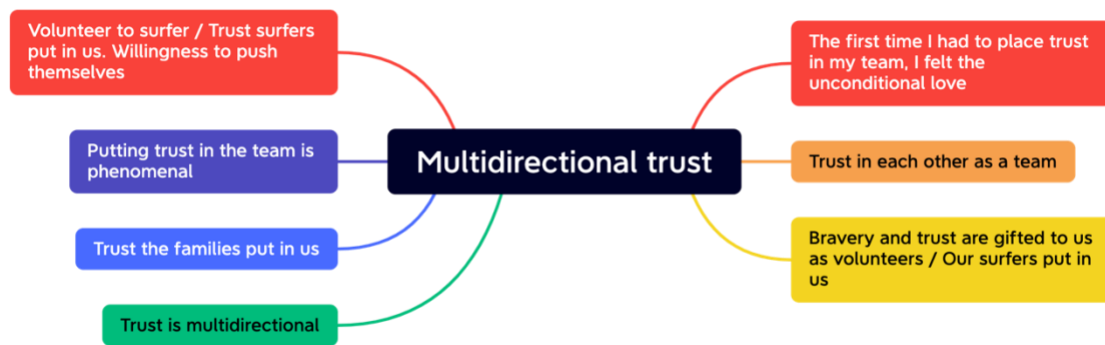 Volunteer to surfer / Trust surfers
put in us. Willingness to push
themselves
Putting trust in the team is
phenomenal
Trust the families put in us
Trust is multidirectional
Multidirectional trust
The first time I had to place trust
in my team, I felt the
unconditional love
Trust in each other as a team
Bravery and trust are gifted to us
as volunteers / Our surfers put in
us